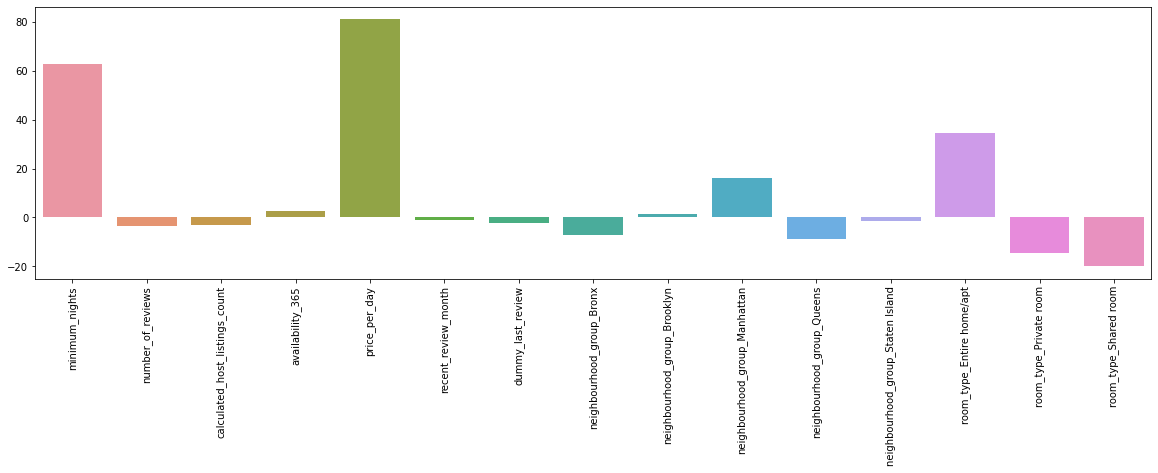 80
60
40
20
0
−20
minimum_nights
number_of_reviews
calculated_host_listings_count
availability_365
price_per_day
recent_review_month
dummy_last_review
neighbourhood_group_Bronx
neighbourhood_group_Brooklyn
neighbourhood_group_Manhattan
neighbourhood_group_Queens
neighbourhood_group_Staten Island
room_type_Entire home/apt
room_type_Private room
room_type_Shared room